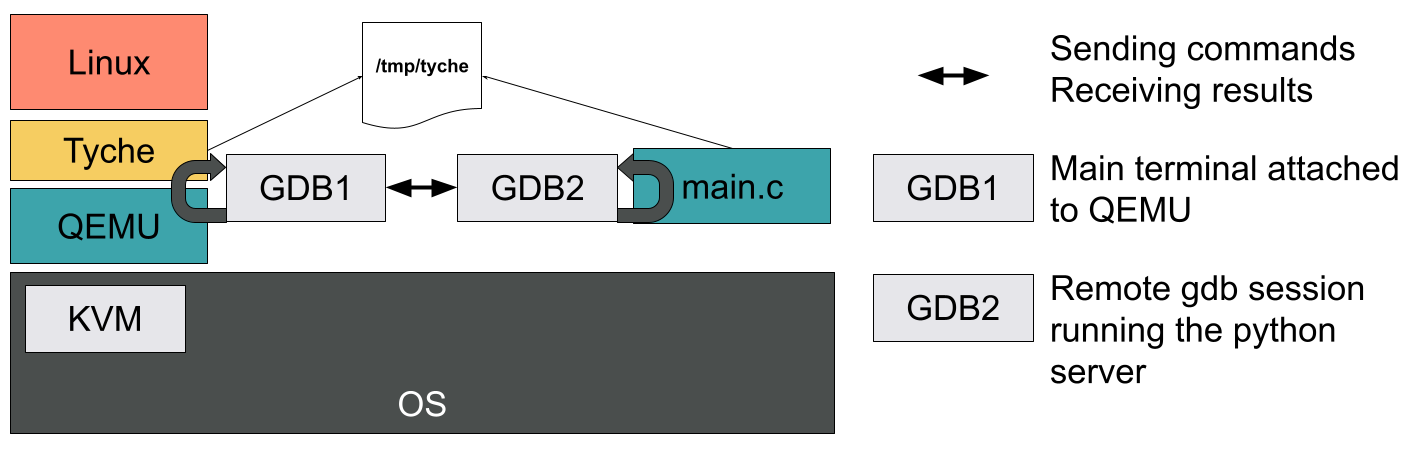 Linux
/tmp/tyche
Sending commands
Receiving results
Tyche
GDB1
GDB2
main.c
GDB1
Main terminal attached
to QEMU
QEMU
KVM
GDB2
Remote gdb session
running the python
server
OS